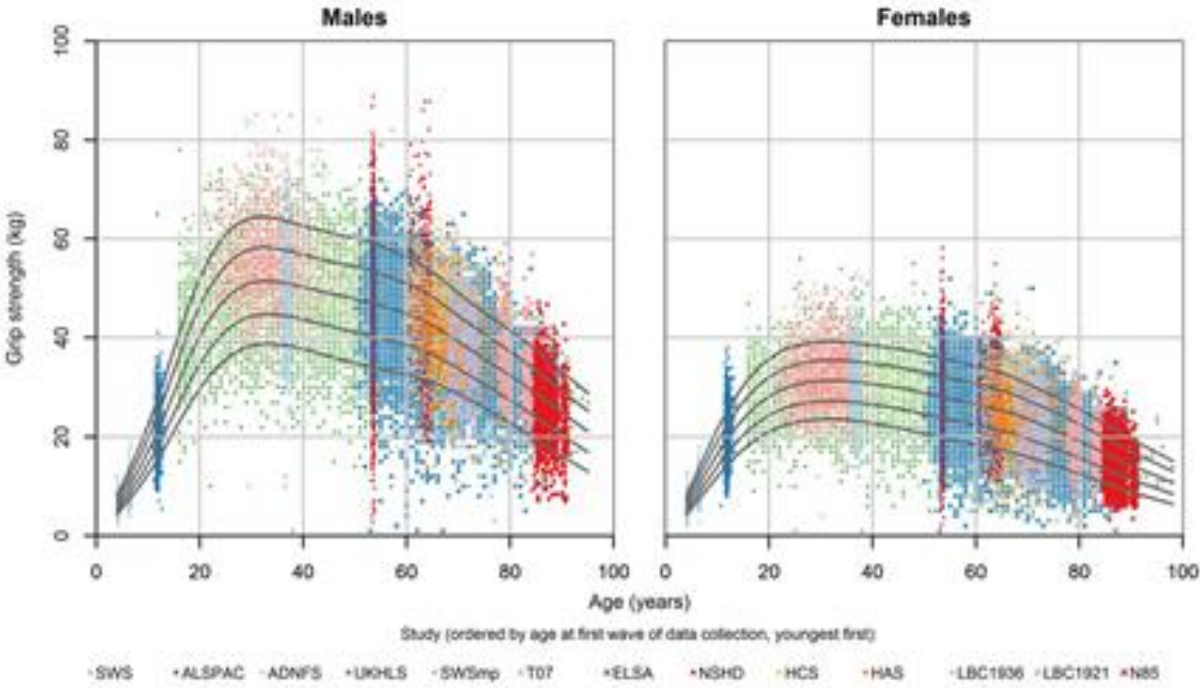 Males
Females
Grip strength (kg)
100
80
60
40
20
0
0 20 40 60 80 100
0 20 40 60 80 100
Age (years)
Study (ordered by age at first wave of data collection, youngest first)
SWS ALSPAC ADNFS UKHLS SWSmp T07 ELSA NSHD HCS HAS LBC1936 LBC1921 N85